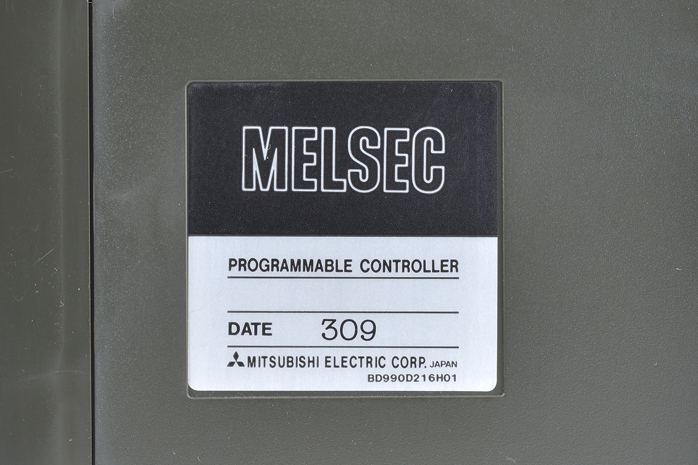 MELSEC
PROGRAMMABLE CONTROLLER
DATE 309
MITSUBISHI ELECTRIC CORP. JAPAN
BD990D216H01